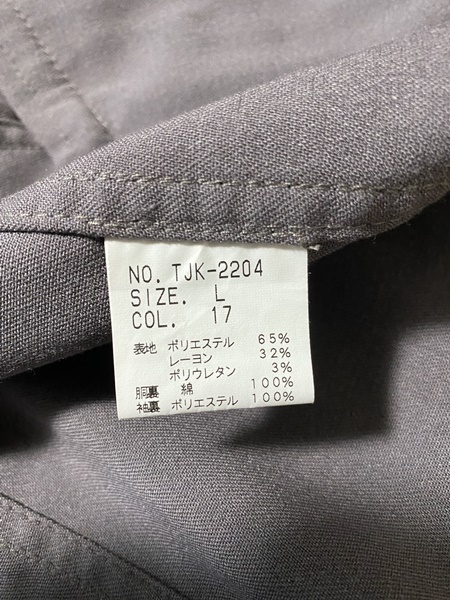 NO. TJK-2204
SIZE. L
COL. 17
表地 ポリエステル 65%
レーヨン 32%
ポリウレタン 3%
胴裏 綿 100%
袖裏 ポリエステル 100%